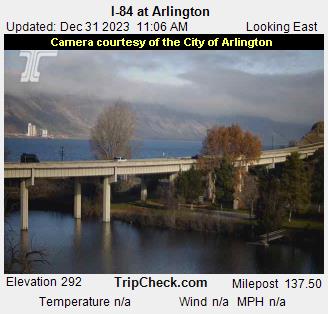 I-84 at Arlington
Updated: Dec 31 2023 11:06 AM Looking East
Camera courtesy of the City of Arlington
Elevation 292 TripCheck.com Milepost 137.50
Temperature n/a Wind n/a MPH n/a